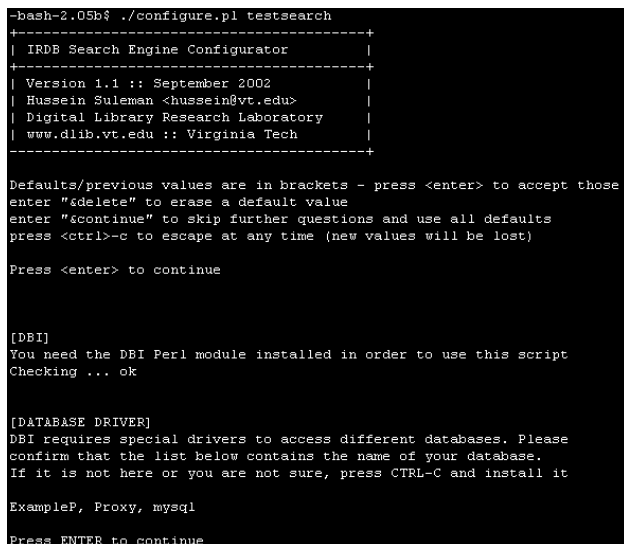 -bash-2.05b$ ./configure.pl testsearch
+----------------------------------------+
| IRDB Search Engine Configurator         |
+----------------------------------------+
| Version 1.1 :: September 2002           |
| Hussein Suleman <hussein@vt.edu>        |
| Digital Library Research Laboratory     |
| www.dlib.vt.edu :: Virginia Tech        |
-----------------------------------------+
Defaults/previous values are in brackets - press <enter> to accept those
enter "&delete" to erase a default value
enter "&continue" to skip further questions and use all defaults
press <ctrl>-c to escape at any time (new values will be lost)
Press <enter> to continue
[DBI]
You need the DBI Perl module installed in order to use this script
Checking ... ok
[DATABASE DRIVER]
DBI requires special drivers to access different databases. Please
confirm that the list below contains the name of your database.
If it is not here or you are not sure, press CTRL-C and install it
ExampleP, Proxy, mysql
Press ENTER to continue